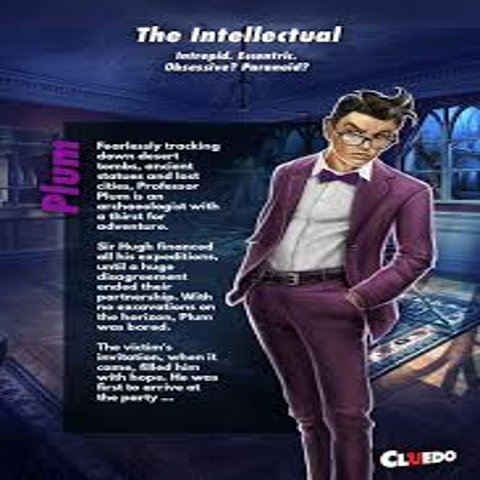 The Intellectual
Intrepid. Eccentric.
Obsessive? Paranoid?
Plum
Fearlessly tracking
down desert
tombs, ancient
statues and lost
cities, Professor
Plum is an
archaeologist with
a thirst for
adventure.
Sir Hugh financed
all his expeditions,
until a huge
disagreement
ended their
partnership. With
no excavations on
the horizon, Plum
was bored.
The victim's
invitation, when it
came, filled him
with hope. He was
first to arrive at
the party ...
CLUEDO